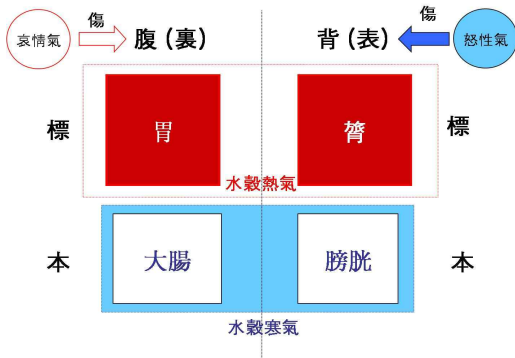 傷
傷
哀情氣
腹（裏）
背（表）
怒性氣
標
胃
膂
標
水穀熱氣
本
大腸
膀胱
本
水穀寒氣